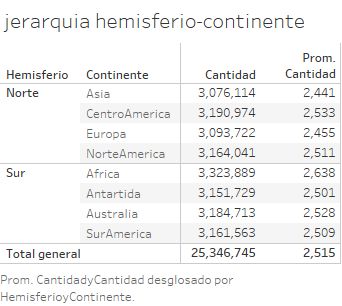 jerarquia hemisferio-continente
Prom.
Hemisferio Continente Cantidad Cantidad
Norte Asia 3,076,114 2,441
CentroAmerica 3,190,974 2,533
Europa 3,093,722 2,455
NorteAmerica 3,164,041 2,511
Sur Africa 3,323,889 2,638
Antartida 3,151,729 2,501
Australia 3,184,713 2,528
SurAmerica 3,161,563 2,509
Total general 25,346,745 2,515
Prom. CantidadyCantidad desglosado por
HemisferioyContinente.